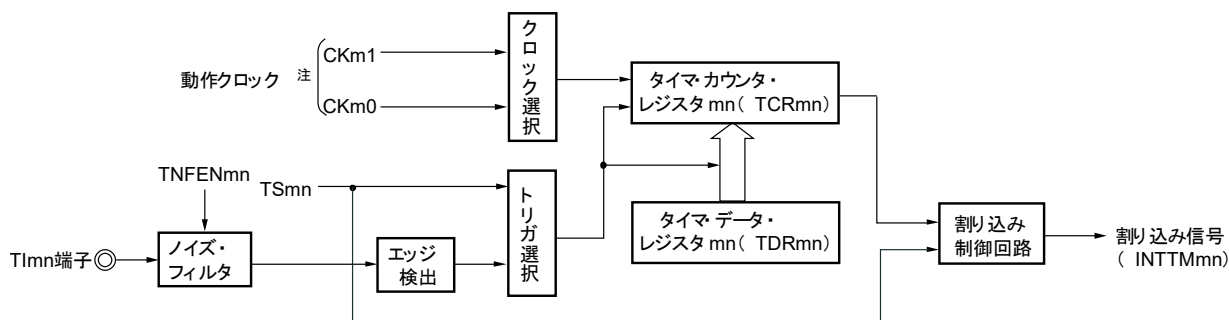 動作クロック 注
CKm1
CKm0
クロック選択
タイマ・カウンタ・
レジスタmn( TCRmn)
TNFENmn
TSmn
トリガ選択
タイマ・データ・
レジスタmn( TDRmn)
TImn端子
ノイズ・
フィルタ
エッジ
検出
割り込み
制御回路
割り込み信号
( INTTMmn)